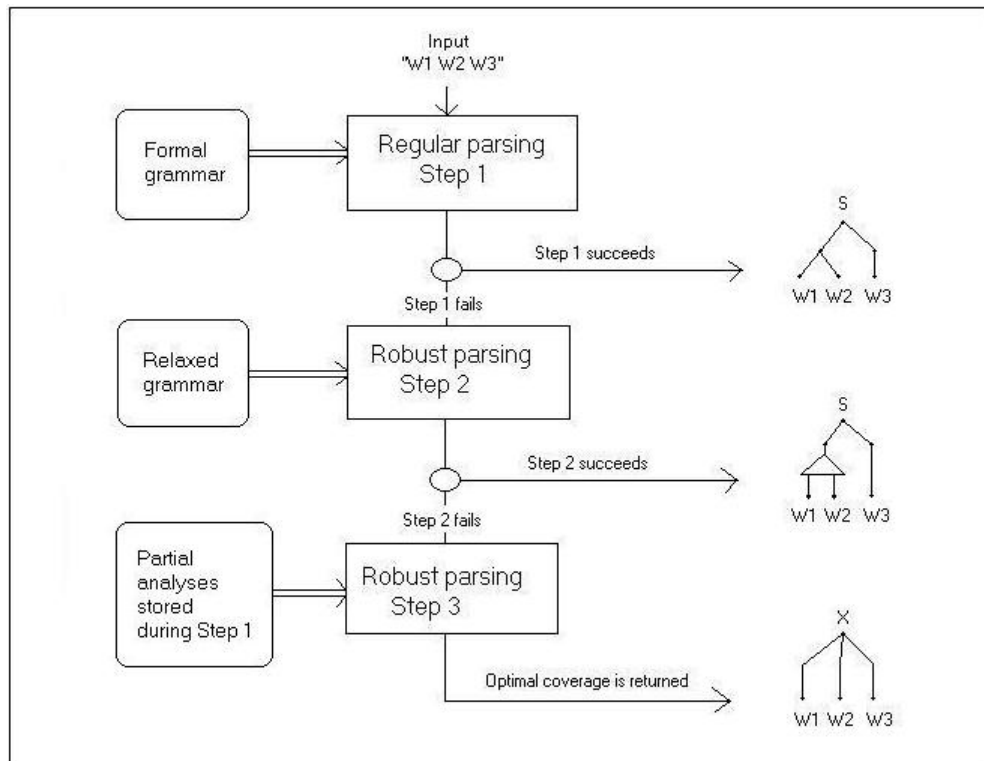 Input
"W1 W2 W3"
Formal
grammar
Regular parsing
Step 1
Step 1 succeeds
S
W1 W2 W3
Step 1 fails
Relaxed
grammar
Robust parsing
Step 2
Step 2 succeeds
S
W1 W2 W3
Step 2 fails
Partial
analyses
stored
during Step 1
Robust parsing
Step 3
Optimal coverage is returned
X
W1 W2 W3